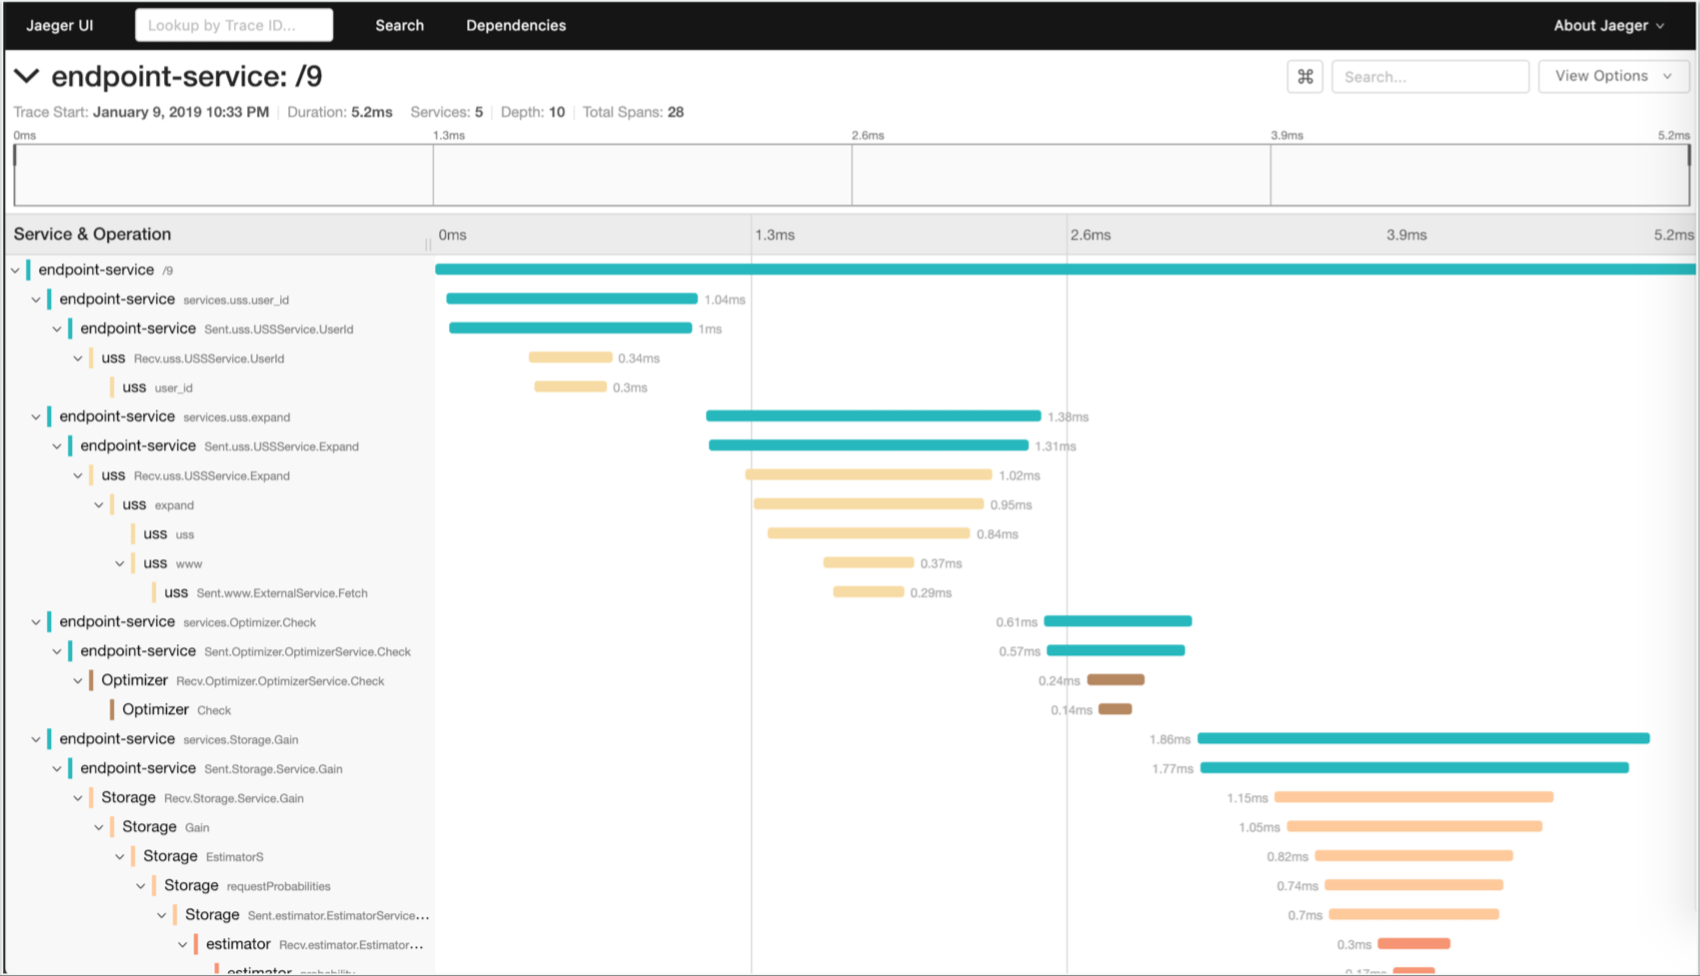 Jaeger UI Lookup by Trace ID... Search Dependencies About Jaeger
endpoint-service: /9 ⌘ Search... View Options
Trace Start: January 9, 2019 10:33 PM Duration: 5.2ms Services: 5 Depth: 10 Total Spans: 28
0ms 1.3ms 2.6ms 3.9ms 5.2ms
Service & Operation 0ms 1.3ms 2.6ms 3.9ms 5.2ms
endpoint-service /9
endpoint-service services.uss.user_id 1.04ms
endpoint-service Sent.uss.USSService.UserId 1ms
uss Recv.uss.USSService.UserId 0.34ms
uss user_id 0.3ms
endpoint-service services.uss.expand 1.38ms
endpoint-service Sent.uss.USSService.Expand 1.31ms
uss Recv.uss.USSService.Expand 1.02ms
uss expand 0.95ms
uss uss 0.84ms
uss www 0.37ms
uss Sent.www.ExternalService.Fetch 0.29ms
endpoint-service services.Optimizer.Check 0.61ms
endpoint-service Sent.Optimizer.OptimizerService.Check 0.57ms
Optimizer Recv.Optimizer.OptimizerService.Check 0.24ms
Optimizer Check 0.14ms
endpoint-service services.Storage.Gain 1.86ms
endpoint-service Sent.Storage.Service.Gain 1.77ms
Storage Recv.Storage.Service.Gain 1.15ms
Storage Gain 1.05ms
Storage EstimatorS 0.82ms
Storage requestProbabilities 0.74ms
Storage Sent.estimator.EstimatorService... 0.7ms
estimator Recv.estimator.Estimator... 0.3ms
estimator probability 0.17ms